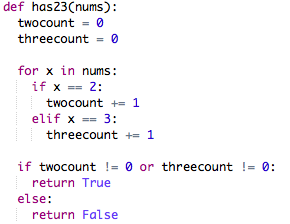 def has23(nums):
  twocount = 0
  threecount = 0

  for x in nums:
    if x == 2:
      twocount += 1
    elif x == 3:
      threecount += 1

  if twocount != 0 or threecount != 0:
    return True
  else:
    return False